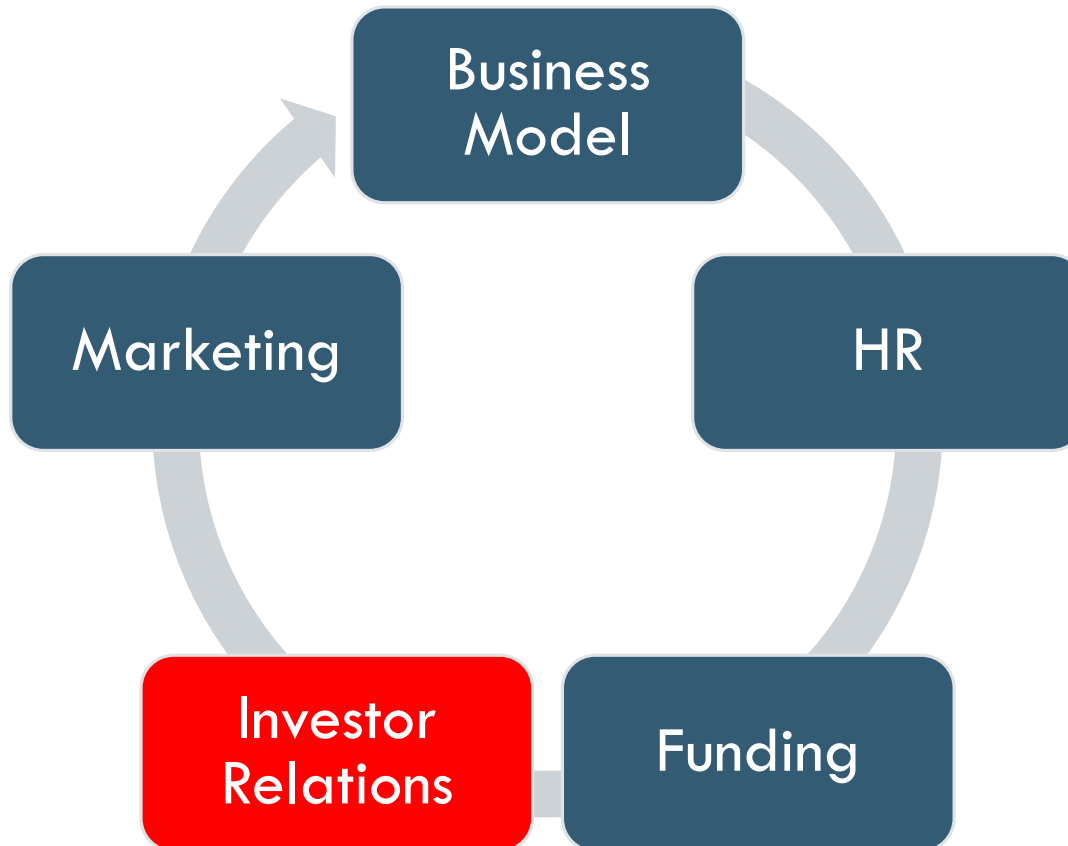 Business
Model
Marketing
HR
Investor
Relations
Funding